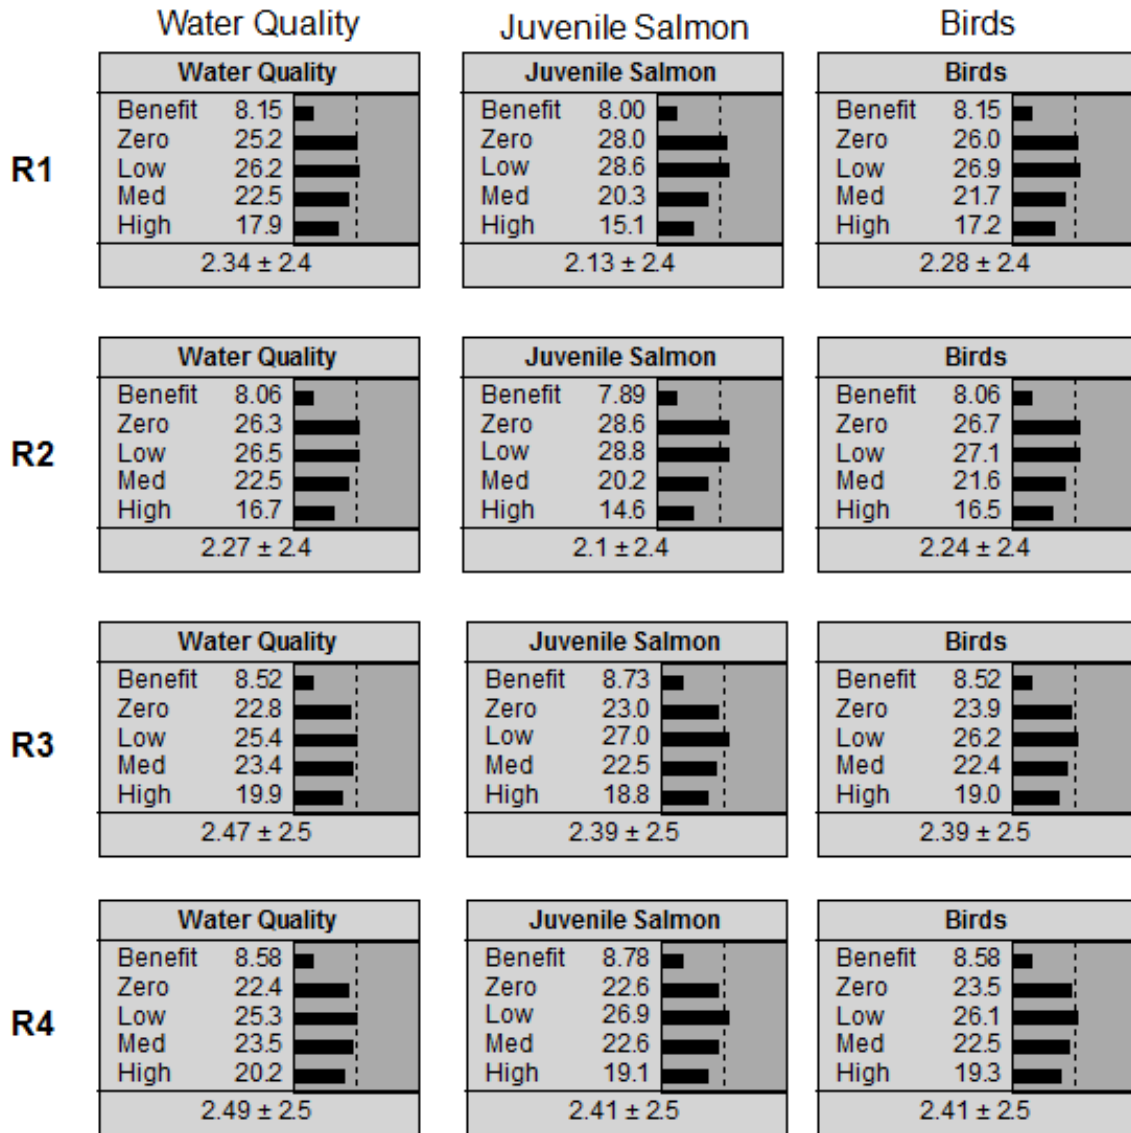 Water Quality Juvenile Salmon Birds
R1
Water Quality
Benefit 8.15
Zero 25.2
Low 26.2
Med 22.5
High 17.9
2.34 ± 2.4
Juvenile Salmon
Benefit 8.00
Zero 28.0
Low 28.6
Med 20.3
High 15.1
2.13 ± 2.4
Birds
Benefit 8.15
Zero 26.0
Low 26.9
Med 21.7
High 17.2
2.28 ± 2.4
R2
Water Quality
Benefit 8.06
Zero 26.3
Low 26.5
Med 22.5
High 16.7
2.27 ± 2.4
Juvenile Salmon
Benefit 7.89
Zero 28.6
Low 28.8
Med 20.2
High 14.6
2.1 ± 2.4
Birds
Benefit 8.06
Zero 26.7
Low 27.1
Med 21.6
High 16.5
2.24 ± 2.4
R3
Water Quality
Benefit 8.52
Zero 22.8
Low 25.4
Med 23.4
High 19.9
2.47 ± 2.5
Juvenile Salmon
Benefit 8.73
Zero 23.0
Low 27.0
Med 22.5
High 18.8
2.39 ± 2.5
Birds
Benefit 8.52
Zero 23.9
Low 26.2
Med 22.4
High 19.0
2.39 ± 2.5
R4
Water Quality
Benefit 8.58
Zero 22.4
Low 25.3
Med 23.5
High 20.2
2.49 ± 2.5
Juvenile Salmon
Benefit 8.78
Zero 22.6
Low 26.9
Med 22.6
High 19.1
2.41 ± 2.5
Birds
Benefit 8.58
Zero 23.5
Low 26.1
Med 22.5
High 19.3
2.41 ± 2.5